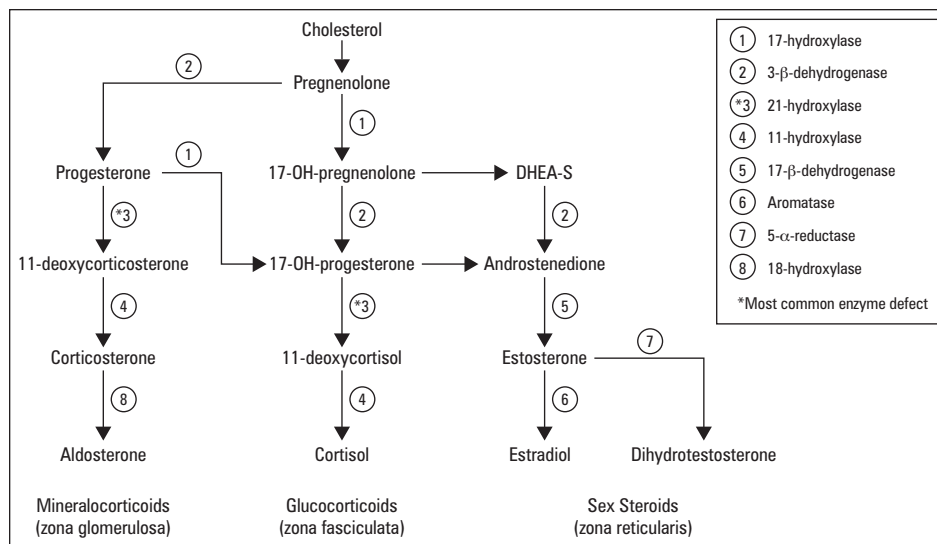 Cholesterol
2
Pregnenolone
1
1
Progesterone
17-OH-pregnenolone
DHEA-S
*3
2
2
11-deoxycorticosterone
17-OH-progesterone
Androstenedione
4
*3
5
Corticosterone
11-deoxycortisol
Estosterone
7
8
4
6
Aldosterone
Cortisol
Estradiol
Dihydrotestosterone
Mineralocorticoids
(zona glomerulosa)
Glucocorticoids
(zona fasciculata)
Sex Steroids
(zona reticularis)
1 17-hydroxylase
2 3-β-dehydrogenase
*3 21-hydroxylase
4 11-hydroxylase
5 17-β-dehydrogenase
6 Aromatase
7 5-α-reductase
8 18-hydroxylase
*Most common enzyme defect